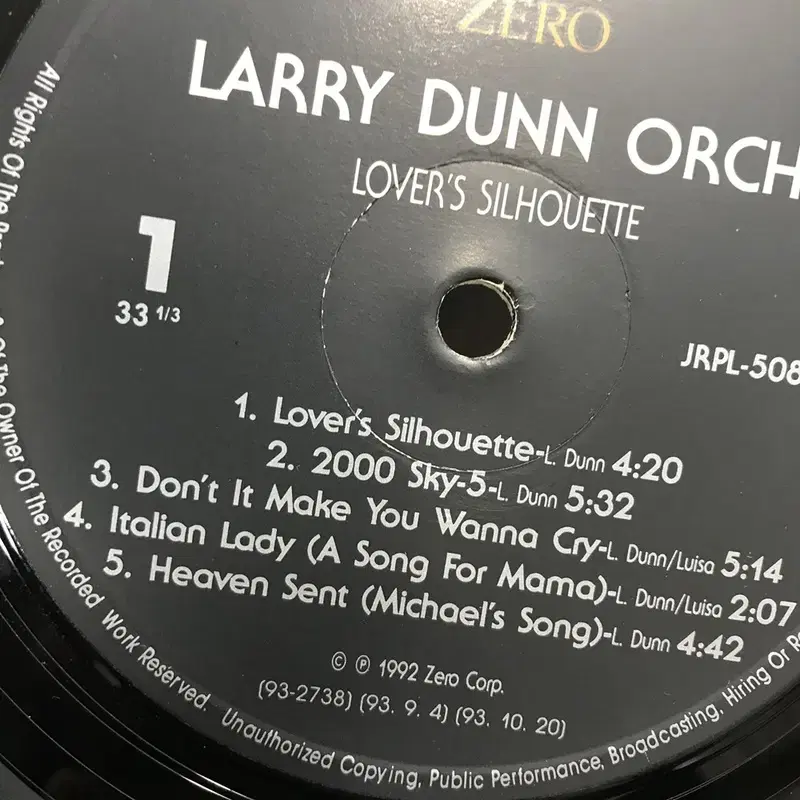 ZERO
LARRY DUNN ORCH
LOVER'S SILHOUETTE
1
33 1/3
JRPL-508
1. Lover's Silhouette-L. Dunn 4:20
2. 2000 Sky-5-L. Dunn 5:32
3. Don't It Make You Wanna Cry-L. Dunn/Luisa 5:14
4. Italian Lady (A Song For Mama)-L. Dunn/Luisa 2:07
5. Heaven Sent (Michael's Song)-L. Dunn 4:42
© ℗ 1992 Zero Corp.
(93-2738) (93. 9. 4) (93. 10. 20)
All Rights Of The Of The Owner Of The Recorded Work Reserved. Unauthorized Copying, Public Performance, Broadcasting, Hiring Or